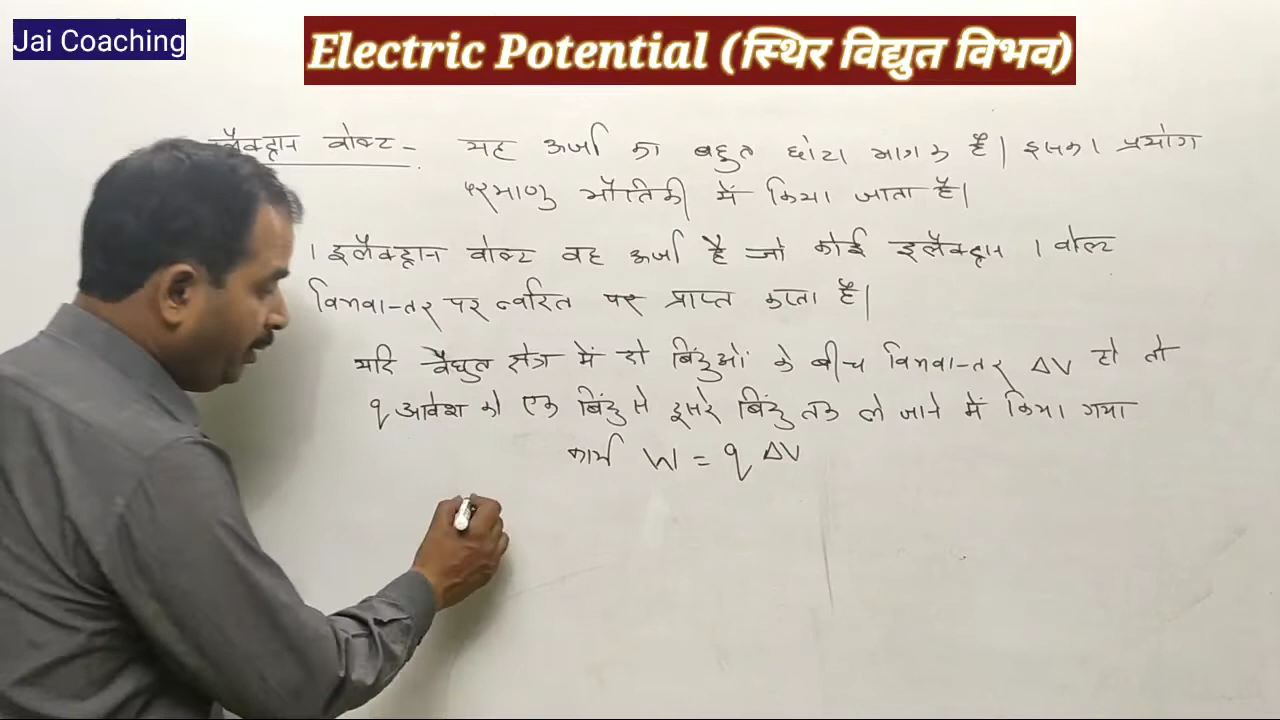 Jai Coaching
Electric Potential (स्थिर विद्युत विभव)
इलैक्ट्रान वोल्ट - यह ऊर्जा का बहुत छोटा मात्रक है। इसका प्रयोग
परमाणु भौतिकी में किया जाता है।
1 इलैक्ट्रान वोल्ट वह ऊर्जा है जो कोई इलैक्ट्रान 1 वोल्ट
विभवान्तर पर त्वरित पर प्राप्त करता है।
यदि वैधुत क्षेत्र में दो बिंदुओं के बीच विभवान्तर ΔV हो तो
q आवेश को एक बिंदु से दूसरे बिंदु तक ले जाने में किया गया
कार्य W = q ΔV